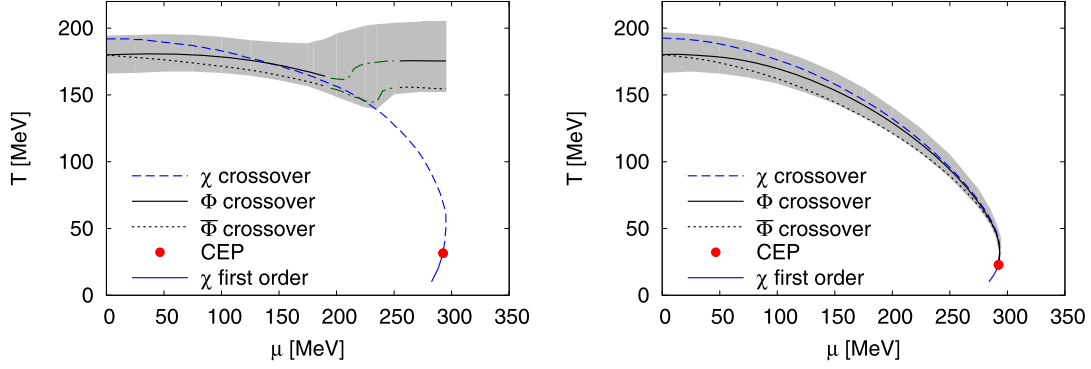 T [MeV]
200
150
100
50
0
χ crossover
Φ crossover
Φ̅ crossover
CEP
χ first order
0 50 100 150 200 250 300 350
μ [MeV]
T [MeV]
200
150
100
50
0
χ crossover
Φ crossover
Φ̅ crossover
CEP
χ first order
0 50 100 150 200 250 300 350
μ [MeV]